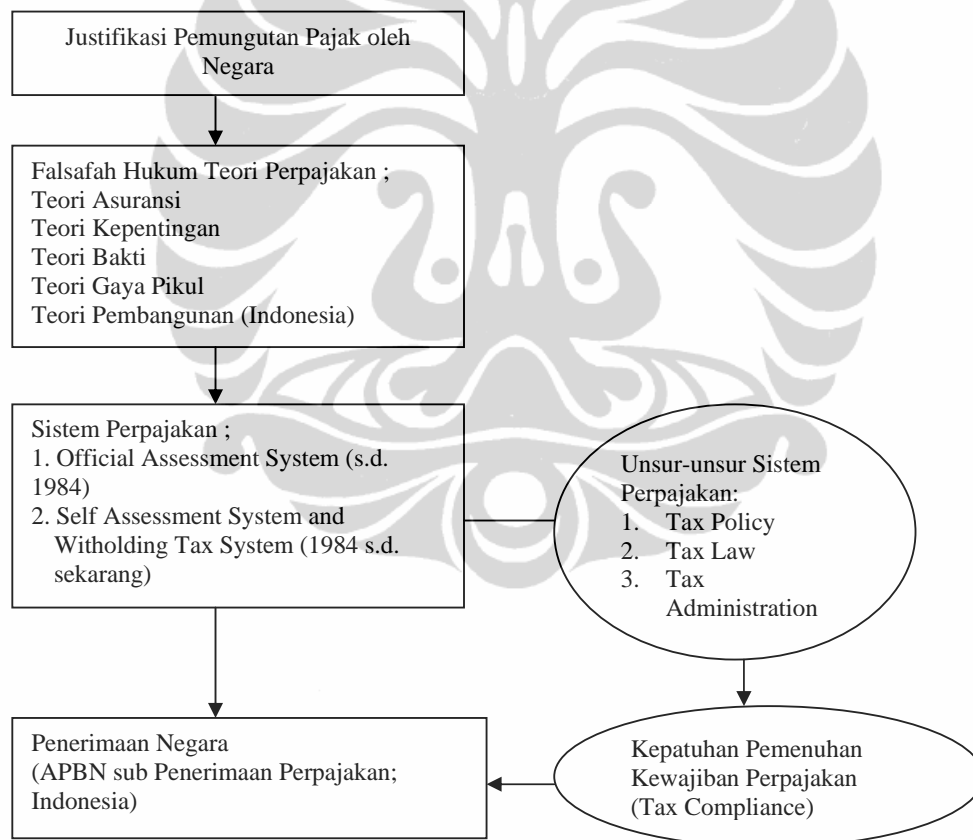 Justifikasi Pemungutan Pajak oleh
Negara
Falsafah Hukum Teori Perpajakan ;
Teori Asuransi
Teori Kepentingan
Teori Bakti
Teori Gaya Pikul
Teori Pembangunan (Indonesia)
Sistem Perpajakan ;
1. Official Assessment System (s.d.
1984)
2. Self Assessment System and
Witholding Tax System (1984 s.d.
sekarang)
Unsur-unsur Sistem
Perpajakan:
1. Tax Policy
2. Tax Law
3. Tax
Administration
Penerimaan Negara
(APBN sub Penerimaan Perpajakan;
Indonesia)
Kepatuhan Pemenuhan
Kewajiban Perpajakan
(Tax Compliance)